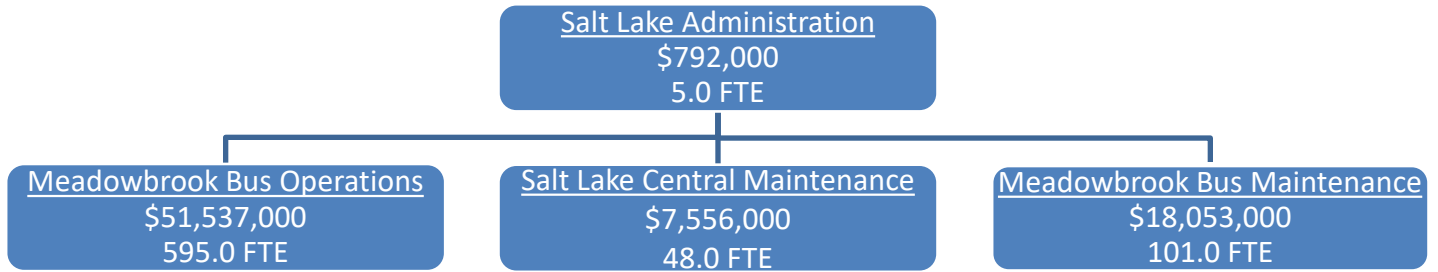 Salt Lake Administration
$792,000
5.0 FTE
Meadowbrook Bus Operations
$51,537,000
595.0 FTE
Salt Lake Central Maintenance
$7,556,000
48.0 FTE
Meadowbrook Bus Maintenance
$18,053,000
101.0 FTE